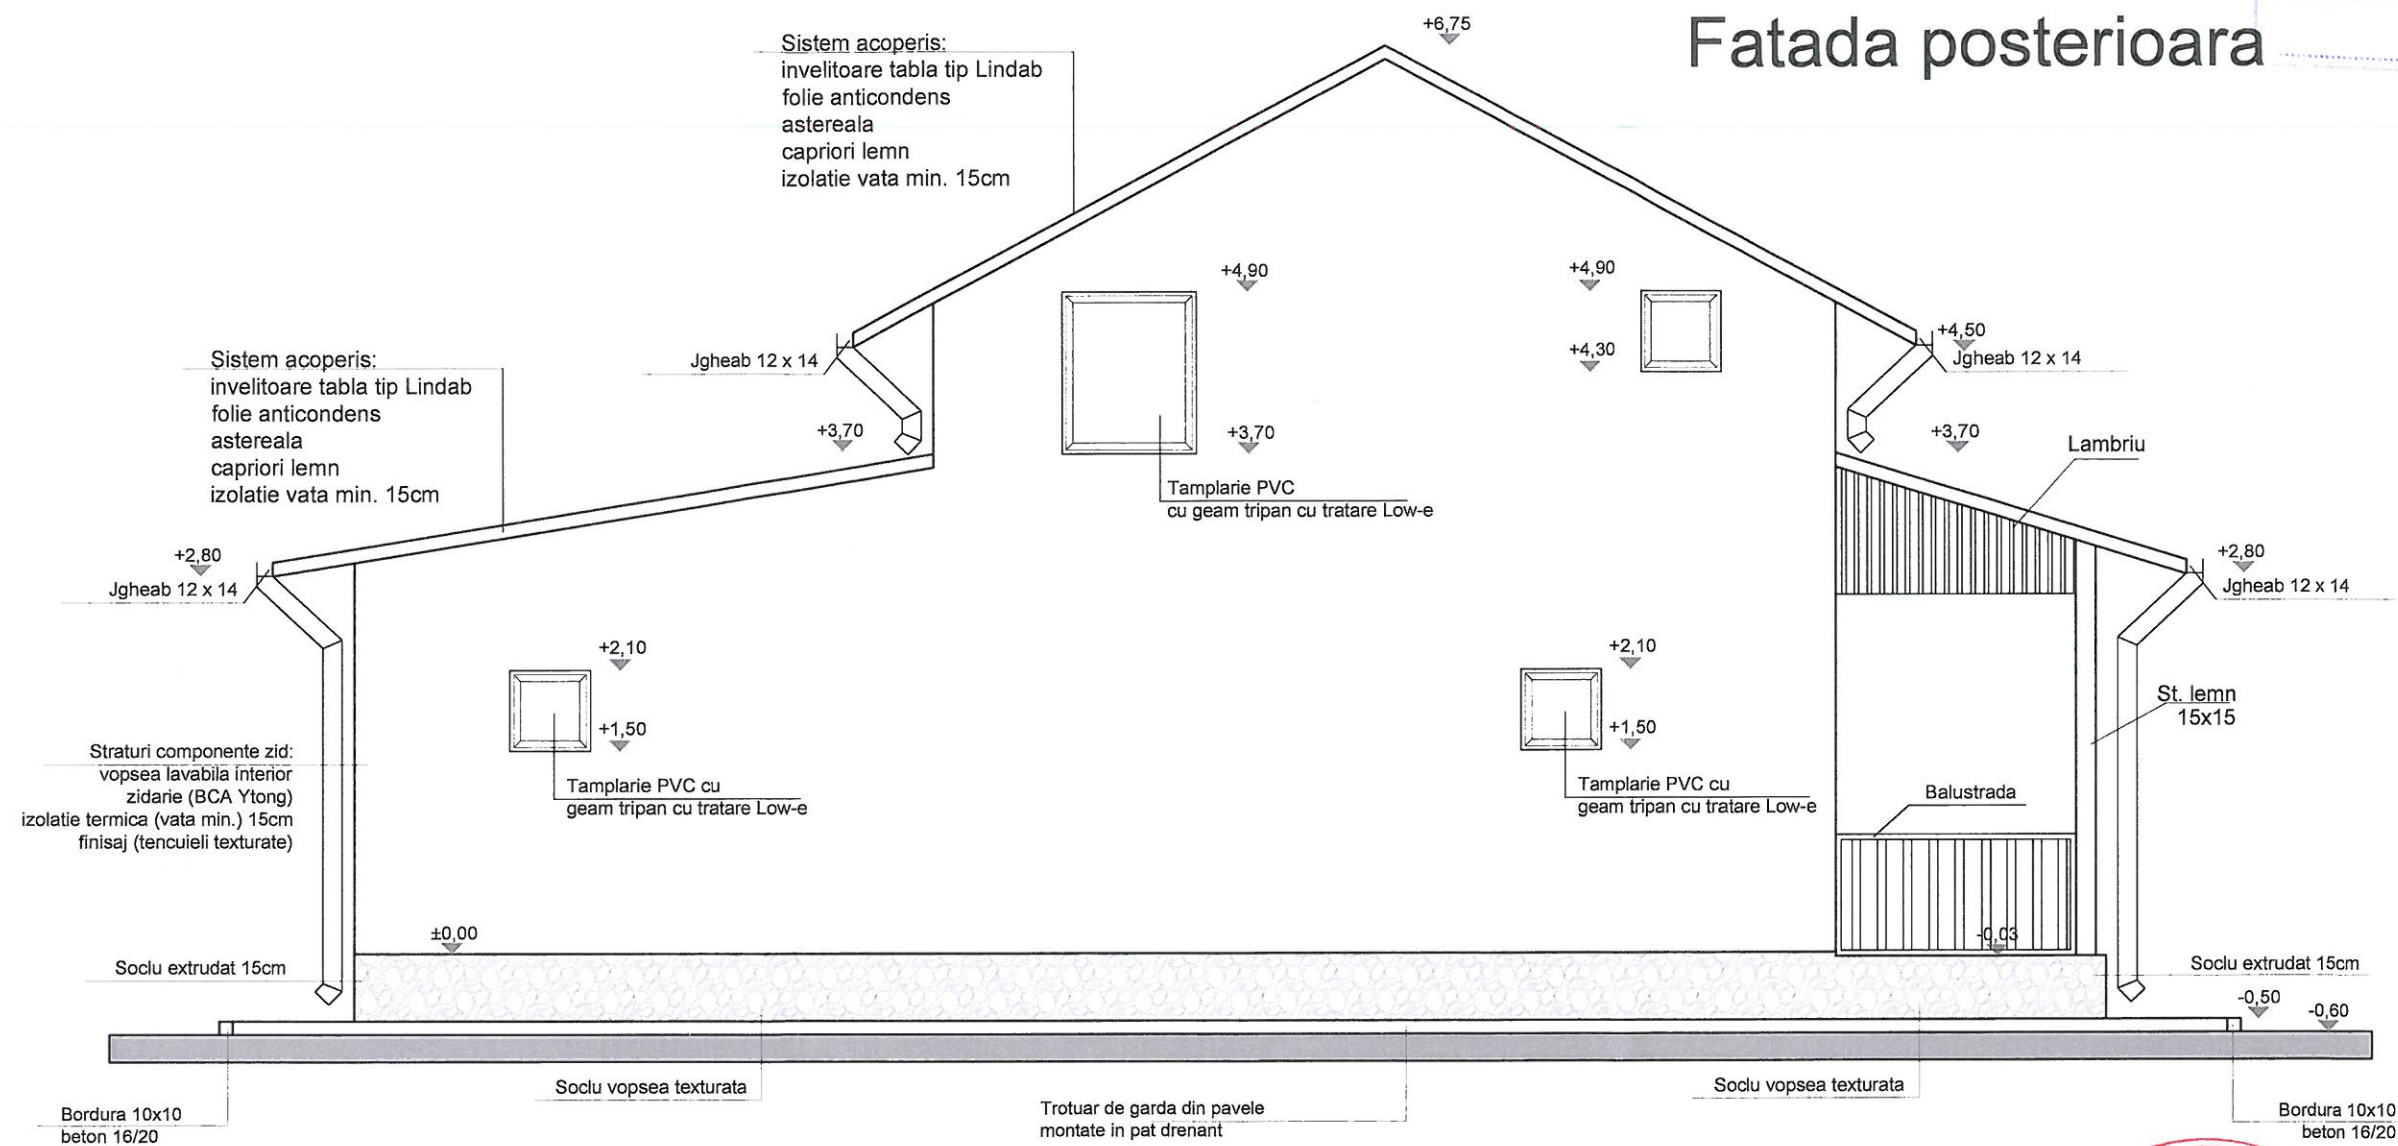 Fatada posterioara
+6,75
Sistem acoperis:
invelitoare tabla tip Lindab
folie anticondens
astereala
capriori lemn
izolatie vata min. 15cm
+4,90
+4,90
+4,50
Jgheab 12 x 14
+4,30
Jgheab 12 x 14
Sistem acoperis:
invelitoare tabla tip Lindab
folie anticondens
astereala
capriori lemn
izolatie vata min. 15cm
+3,70
+3,70
+3,70
Lambriu
Tamplarie PVC
cu geam tripan cu tratare Low-e
+2,80
Jgheab 12 x 14
+2,80
Jgheab 12 x 14
+2,10
+1,50
Tamplarie PVC cu
geam tripan cu tratare Low-e
+2,10
+1,50
Tamplarie PVC cu
geam tripan cu tratare Low-e
St. lemn
15x15
Balustrada
Straturi componente zid:
vopsea lavabila interior
zidarie (BCA Ytong)
izolatie termica (vata min.) 15cm
finisaj (tencuieli texturate)
±0,00
-0,03
Soclu extrudat 15cm
Soclu extrudat 15cm
-0,50
-0,60
Soclu vopsea texturata
Soclu vopsea texturata
Bordura 10x10
beton 16/20
Trotuar de garda din pavele
montate in pat drenant
Bordura 10x10
beton 16/20